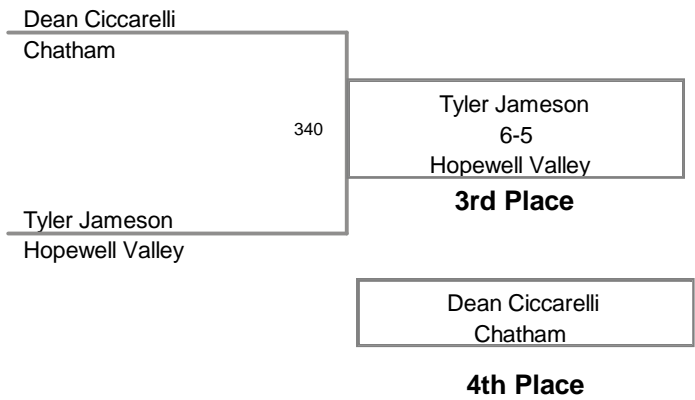 Dean Ciccarelli
Chatham
340
Tyler Jameson
6-5
Hopewell Valley
3rd Place
Tyler Jameson
Hopewell Valley
Dean Ciccarelli
Chatham
4th Place